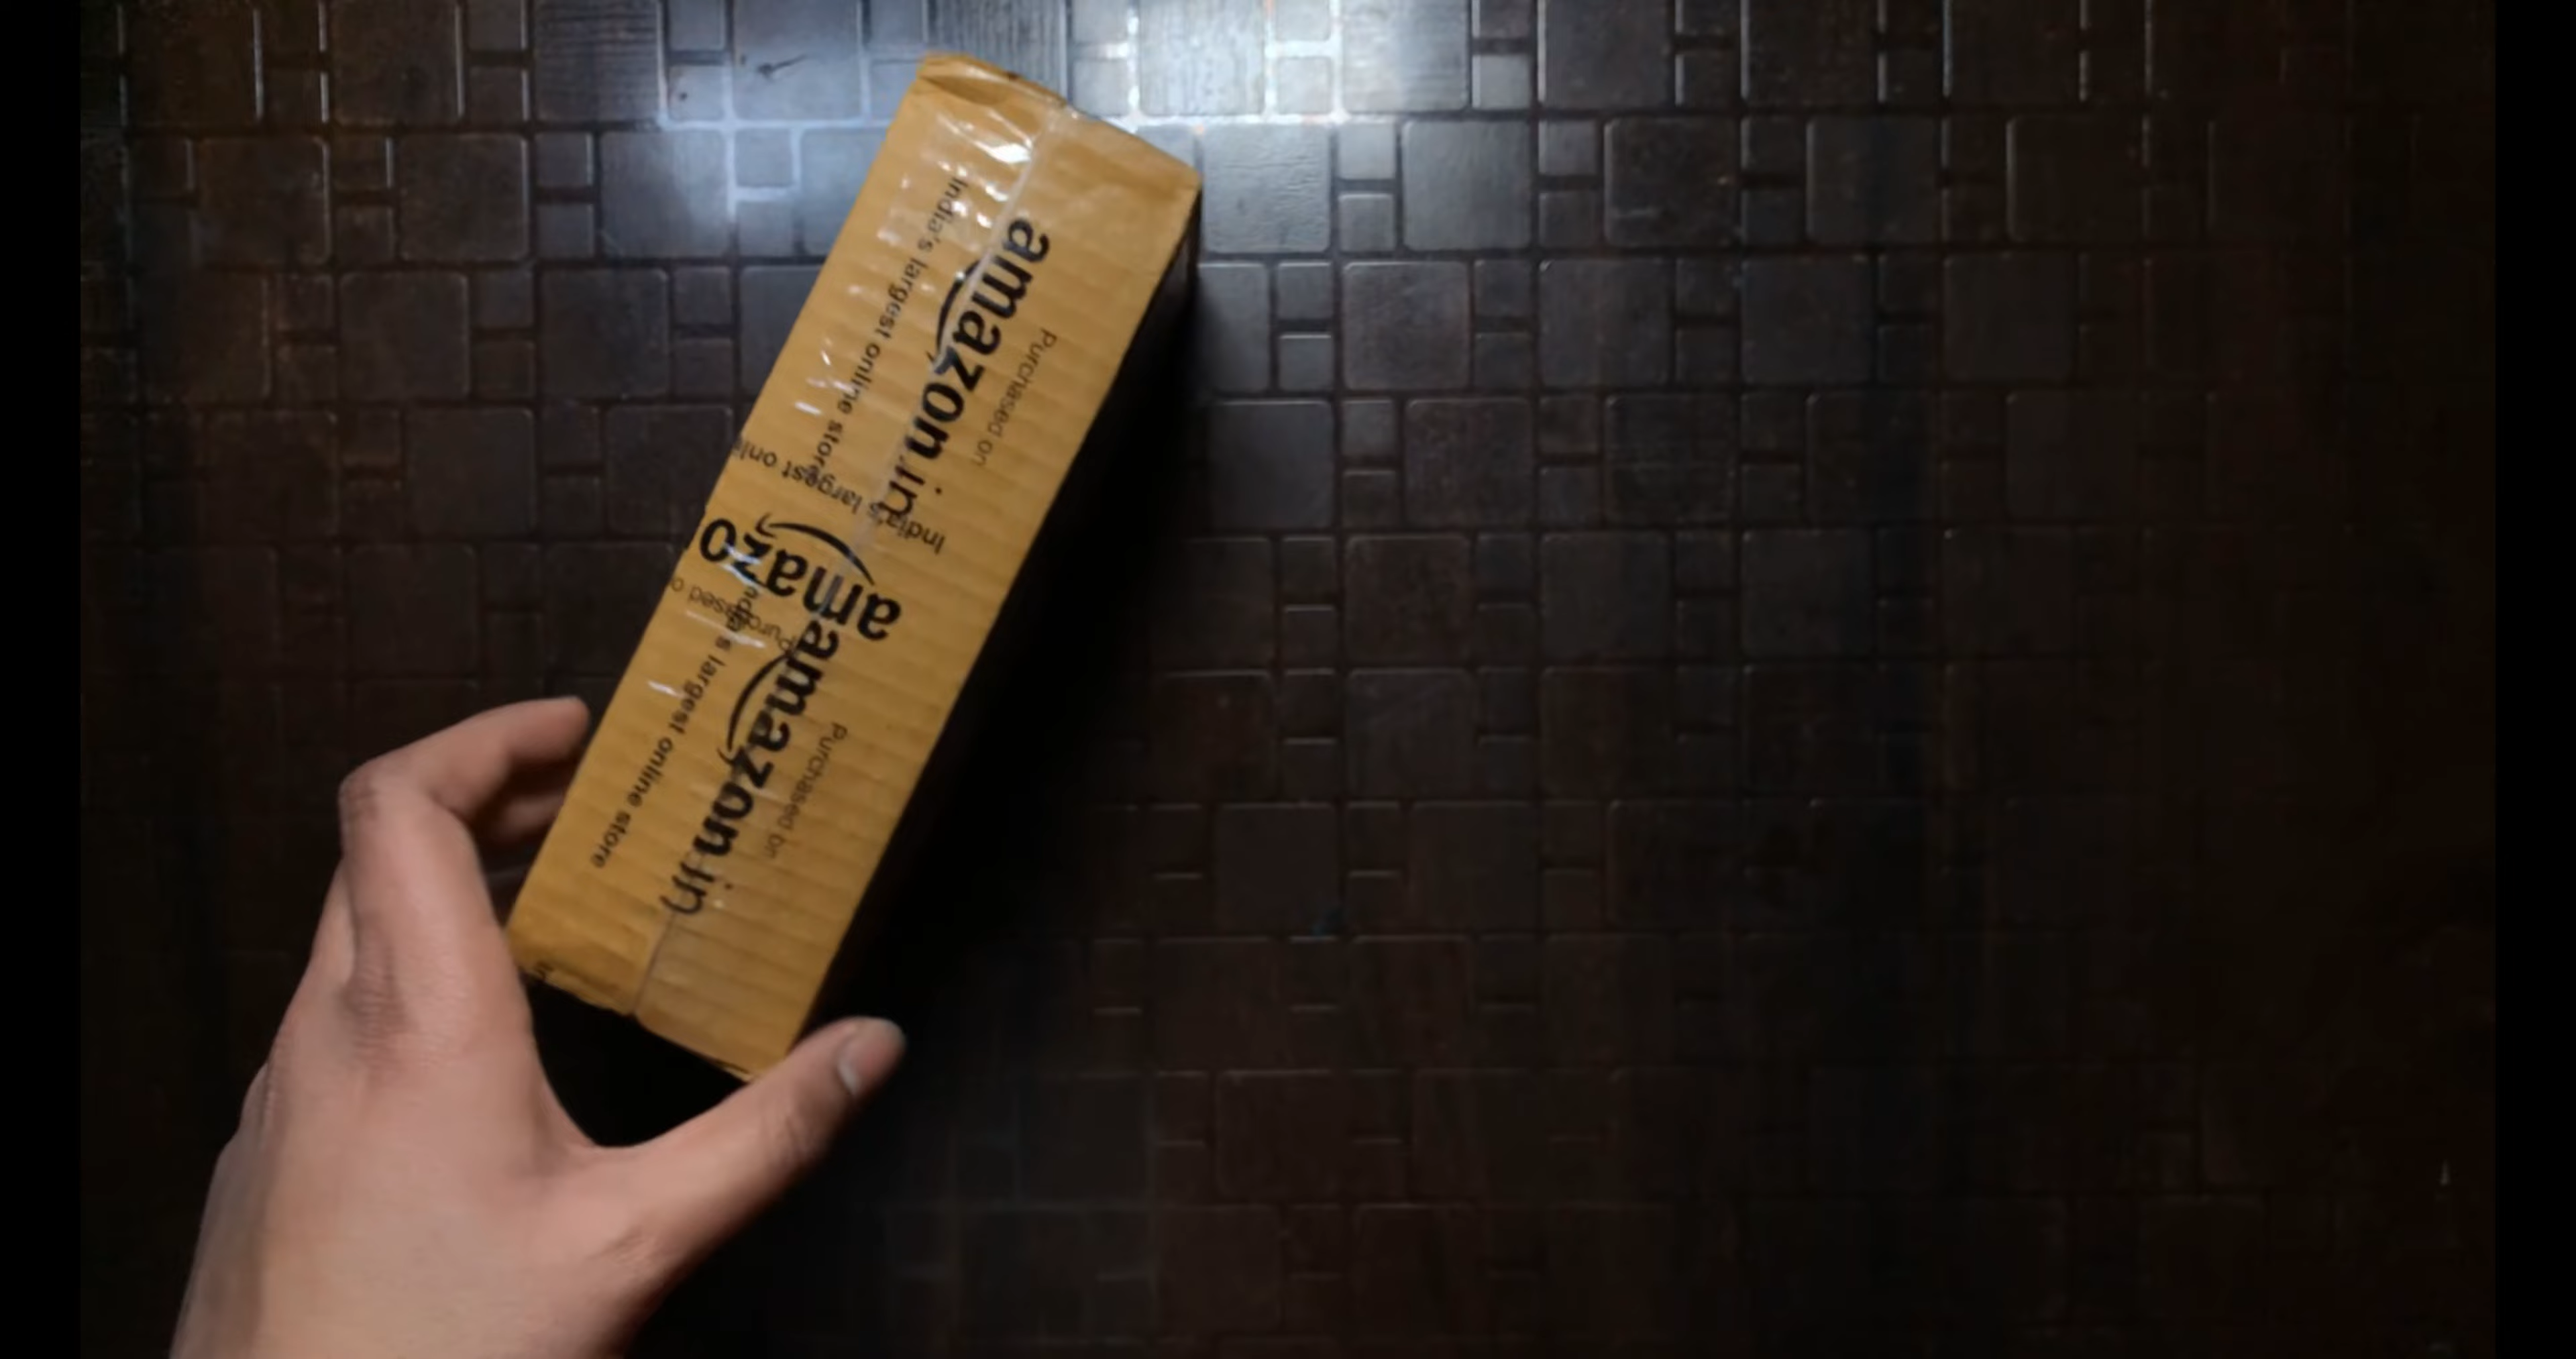 India's largest online store
amazon.in
Purchased on
India's largest onli
amazo
Purchased o
India's largest online store
amazon.in
Purchased on